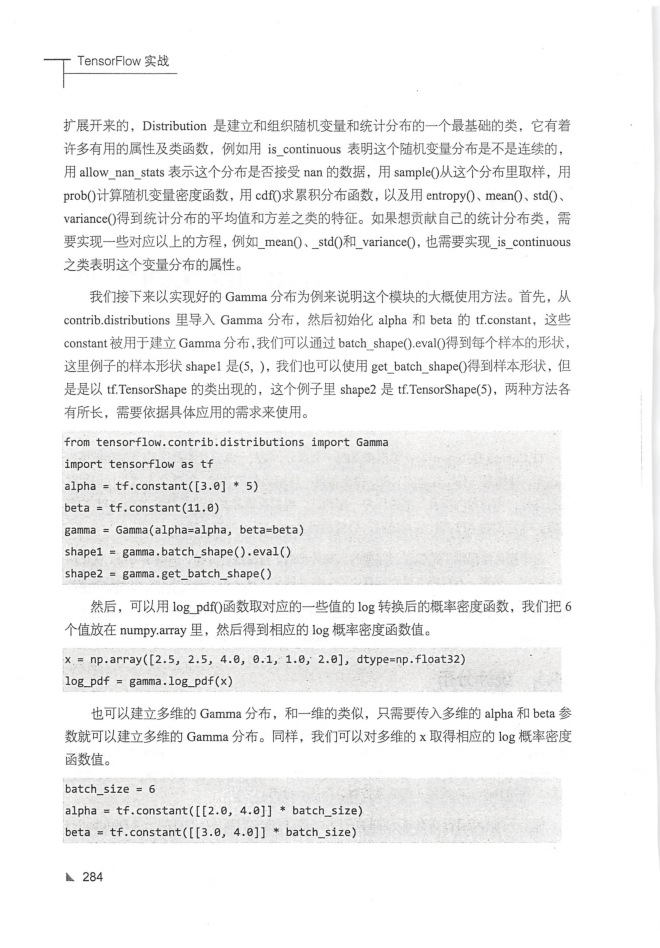 TensorFlow 实战
扩展开来的，Distribution 是建立和组织随机变量和统计分布的一个最基础的类，它有着
许多有用的属性及类函数，例如用 is_continuous 表明这个随机变量分布是不是连续的，
用 allow_nan_stats 表示这个分布是否接受 nan 的数据，用 sample()从这个分布里取样，用
prob()计算随机变量密度函数，用 cdf()求累积分布函数，以及用 entropy()、mean()、std()、
variance()得到统计分布的平均值和方差之类的特征。如果想贡献自己的统计分布类，需
要实现一些对应以上的方程，例如_mean()、_std()和_variance()，也需要实现_is_continuous
之类表明这个变量分布的属性。
我们接下来以实现好的 Gamma 分布为例来说明这个模块的大概使用方法。首先，从
contrib.distributions 里导入 Gamma 分布，然后初始化 alpha 和 beta 的 tf.constant，这些
constant 被用于建立 Gamma 分布，我们可以通过 batch_shape().eval()得到每个样本的形状，
这里例子的样本形状 shape1 是(5, )，我们也可以使用 get_batch_shape()得到样本形状，但
是是以 tf.TensorShape 的类出现的，这个例子里 shape2 是 tf.TensorShape(5)，两种方法各
有所长，需要依据具体应用的需求来使用。
from tensorflow.contrib.distributions import Gamma
import tensorflow as tf
alpha = tf.constant([3.0] * 5)
beta = tf.constant(11.0)
gamma = Gamma(alpha=alpha, beta=beta)
shape1 = gamma.batch_shape().eval()
shape2 = gamma.get_batch_shape()
然后，可以用 log_pdf()函数取对应的一些值的 log 转换后的概率密度函数，我们把 6
个值放在 numpy.array 里，然后得到相应的 log 概率密度函数值。
x = np.array([2.5, 2.5, 4.0, 0.1, 1.0, 2.0], dtype=np.float32)
log_pdf = gamma.log_pdf(x)
也可以建立多维的 Gamma 分布，和一维的类似，只需要传入多维的 alpha 和 beta 参
数就可以建立多维的 Gamma 分布。同样，我们可以对多维的 x 取得相应的 log 概率密度
函数值。
batch_size = 6
alpha = tf.constant([[2.0, 4.0]] * batch_size)
beta = tf.constant([[3.0, 4.0]] * batch_size)
284